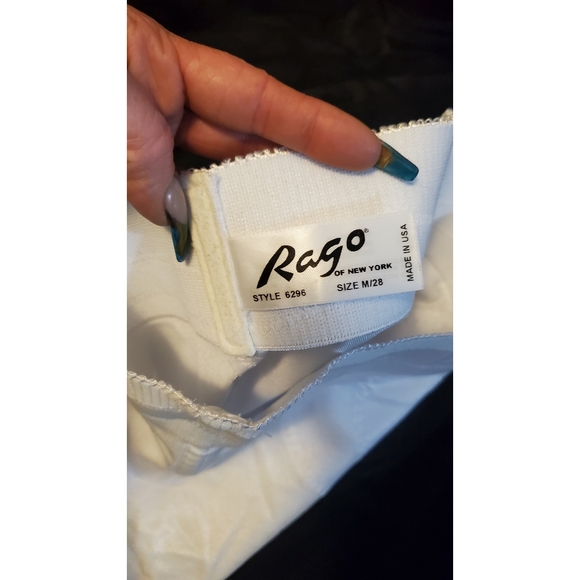 Rago®
OF NEW YORK
STYLE 6296 SIZE M/28
MADE IN USA